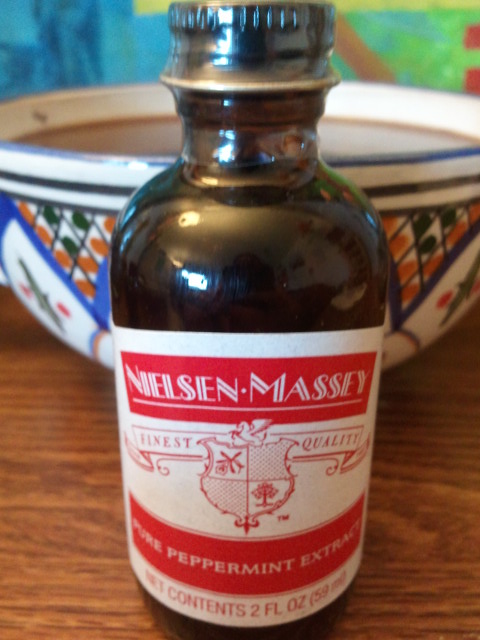 NIELSEN·MASSEY
FINEST QUALITY
™
PURE PEPPERMINT EXTRACT
NET CONTENTS 2 FL OZ (59 ml)